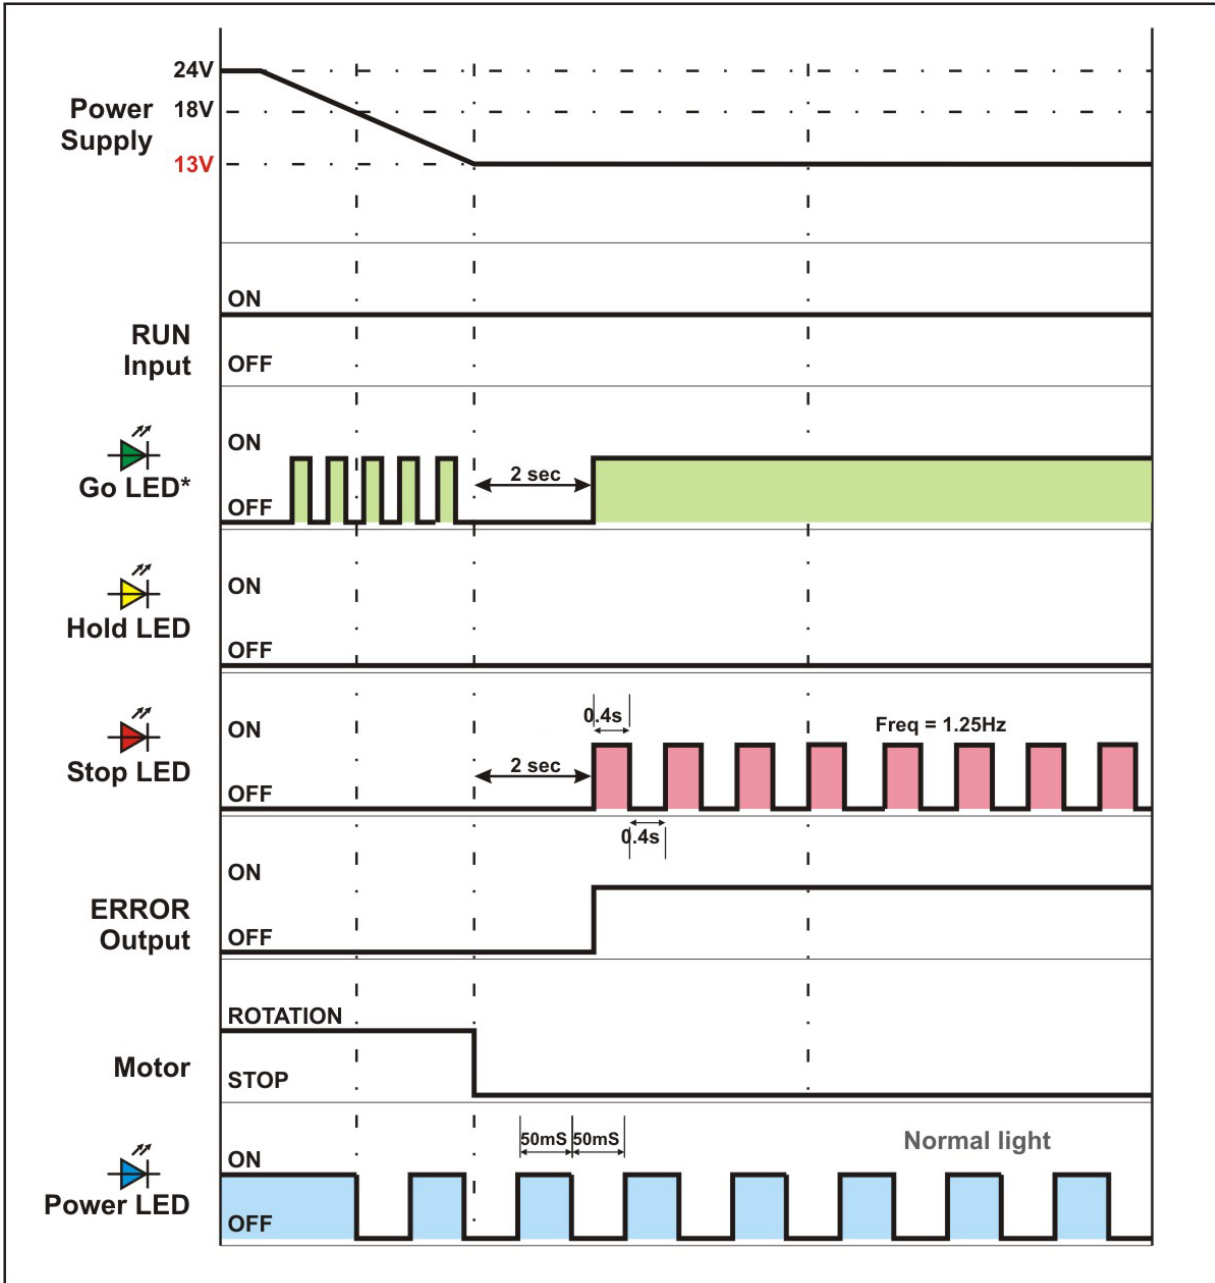 24V
18V
Power
Supply
13V
ON
RUN
Input
OFF
ON
Go LED*
2 sec
OFF
ON
Hold LED
OFF
0.4s
ON
Freq = 1.25Hz
Stop LED
2 sec
OFF
0.4s
ON
ERROR
Output
OFF
ROTATION
Motor
STOP
50mS
50mS
Normal light
ON
Power LED
OFF